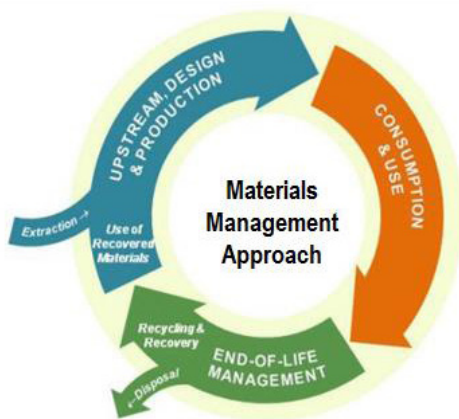 UPSTREAM, DESIGN
& PRODUCTION
CONSUMPTION
& USE
Materials
Management
Approach
Extraction→
Use of
Recovered
Materials
Recycling &
Recovery
END-OF-LIFE
MANAGEMENT
←Disposal